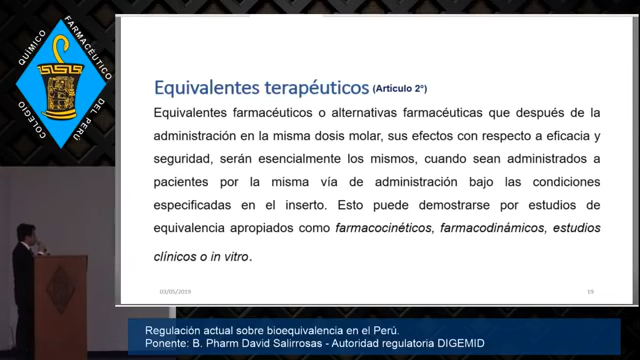 QUÍMICO
FARMACÉUTICO
DEL PERÚ
COLEGIO
Equivalentes terapéuticos (Artículo 2°)
Equivalentes farmacéuticos o alternativas farmacéuticas que después de la
administración en la misma dosis molar, sus efectos con respecto a eficacia y
seguridad, serán esencialmente los mismos, cuando sean administrados a
pacientes por la misma vía de administración bajo las condiciones
especificadas en el inserto. Esto puede demostrarse por estudios de
equivalencia apropiados como farmacocinéticos, farmacodinámicos, estudios
clínicos o in vitro.
03/05/2019
19
Regulación actual sobre bioequivalencia en el Perú.
Ponente: B. Pharm David Salirrosas - Autoridad regulatoria DIGEMID